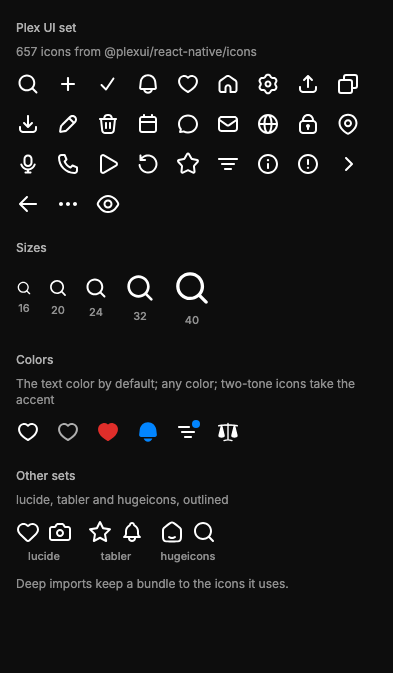 Plex UI set
657 icons from @plexui/react-native/icons
Sizes
16 20 24 32 40
Colors
The text color by default; any color; two-tone icons take the
accent
Other sets
lucide, tabler and hugeicons, outlined
lucide tabler hugeicons
Deep imports keep a bundle to the icons it uses.